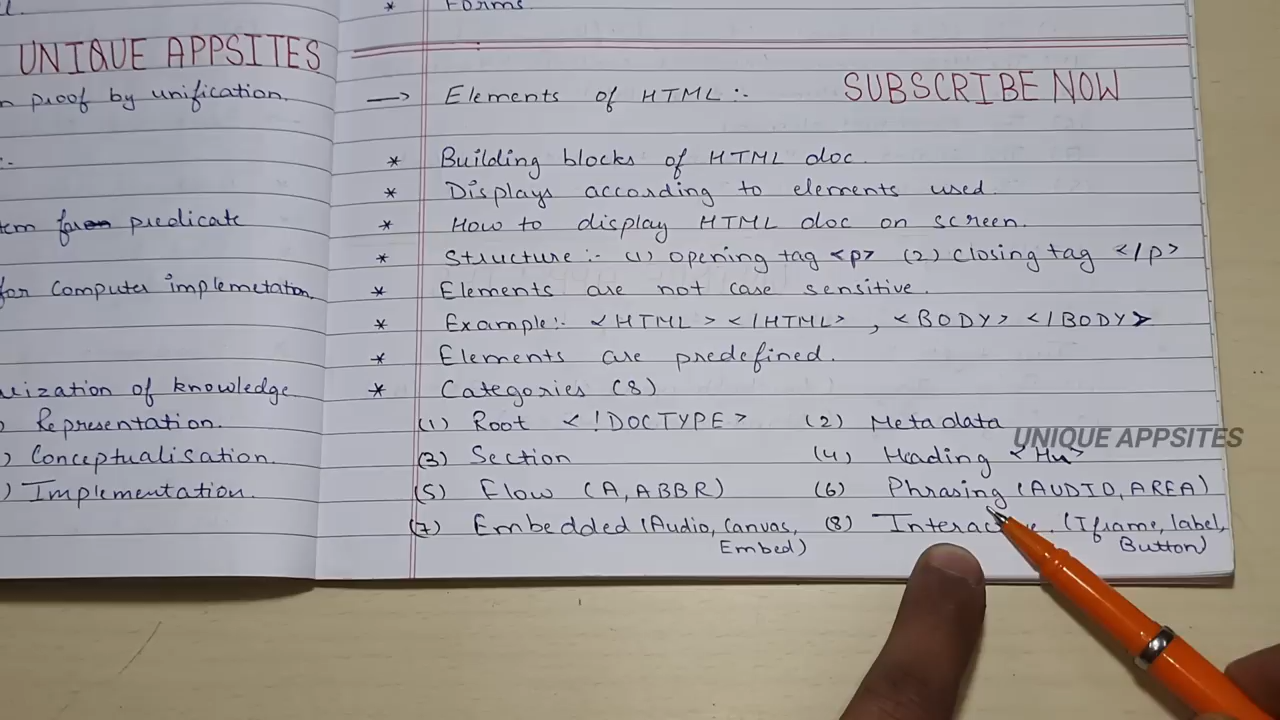 UNIQUE APPSITES
n proof by unification.
:-
tem for predicate
for Computer implemetation.
ization of knowledge
Representation.
) Conceptualisation.
) Implementation.
* Forms
SUBSCRIBE NOW
→ Elements of HTML :-
* Building blocks of HTML doc.
* Displays according to elements used.
* How to display HTML doc on screen.
* Structure :- (1) opening tag <p> (2) closing tag </p>
* Elements are not case sensitive.
* Example:- <HTML> </HTML> , <BODY> </BODY>
* Elements are predefined.
* Categories (8)
(1) Root <!DOCTYPE> (2) Metadata
UNIQUE APPSITES
(3) Section (4) Heading <Hn>
(5) Flow (A, ABBR) (6) Phrasing (AUDIO, AREA)
(7) Embedded (Audio, Canvas, Embed) (8) (Iframe, label, Button)